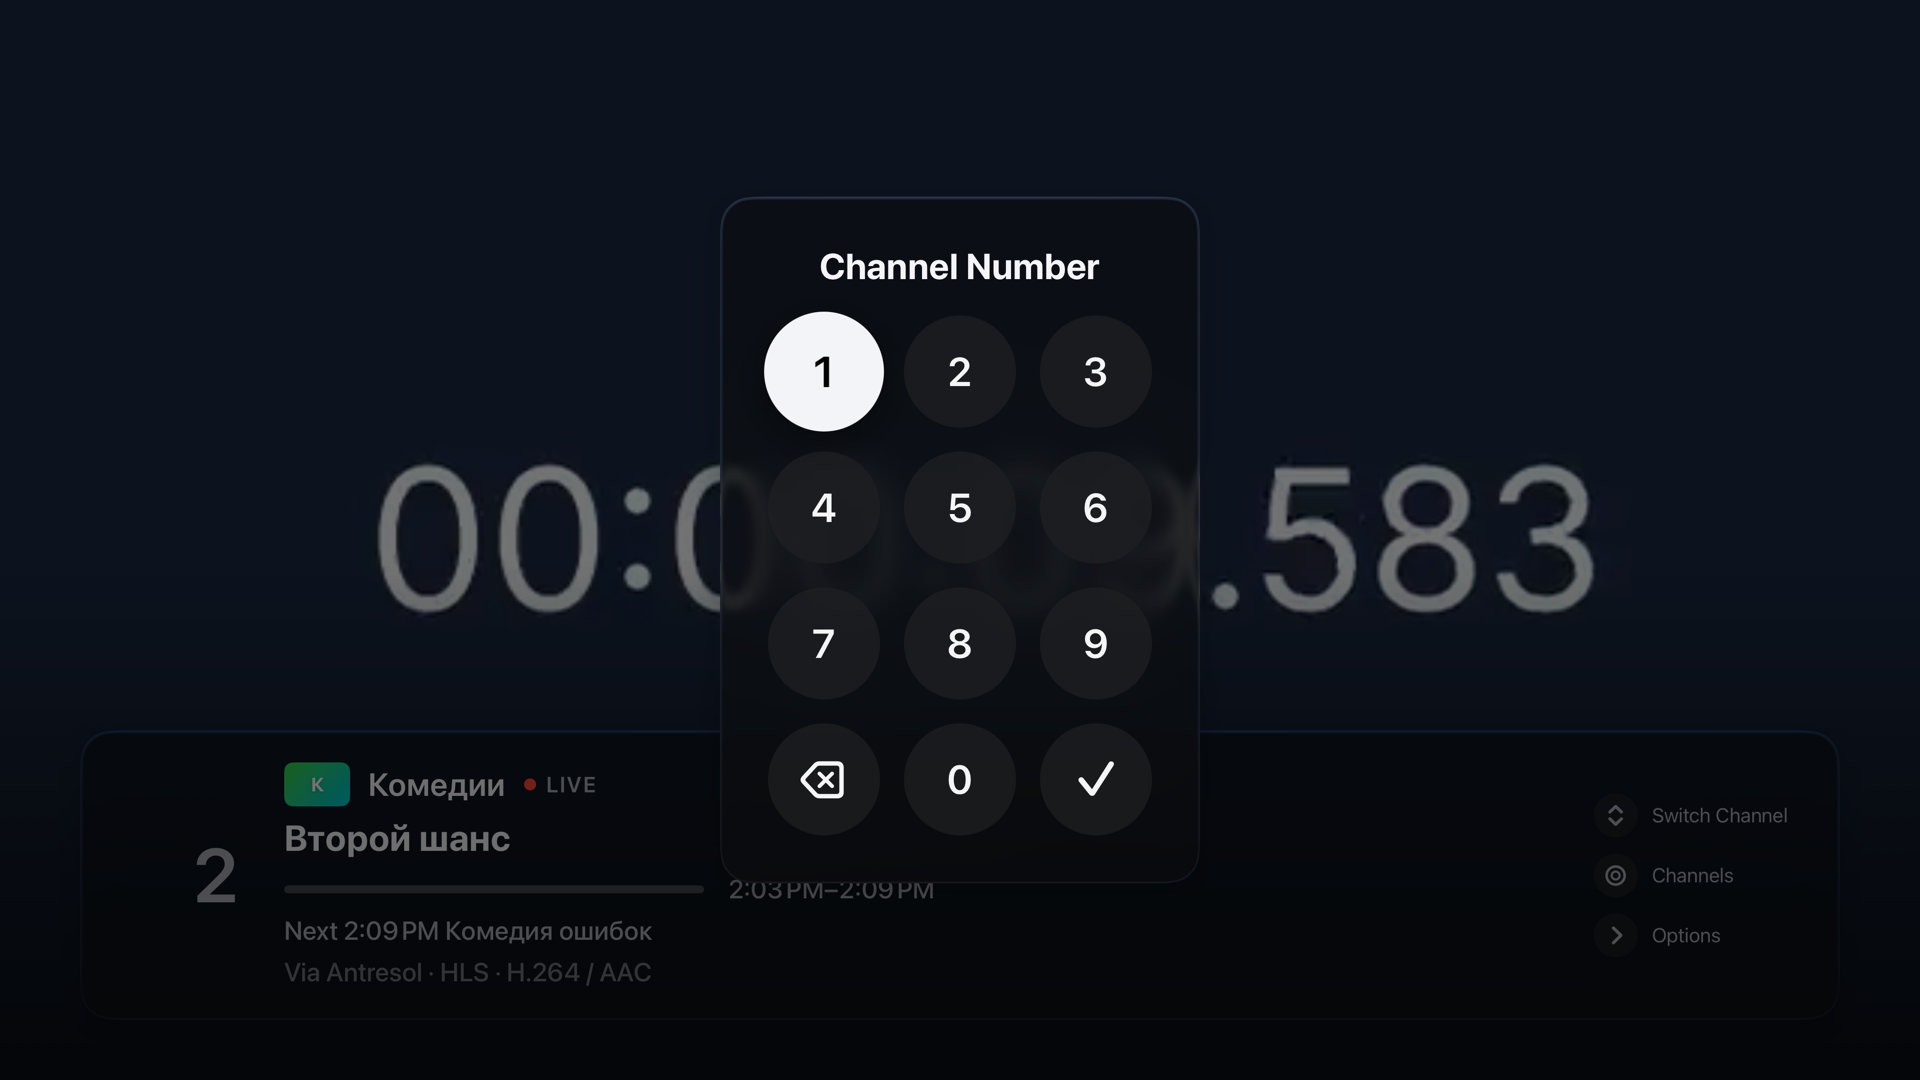 Channel Number
1 2 3
00:0 .583
4 5 6
7 8 9
0
K Комедии LIVE
Второй шанс
2
2:03 PM–2:09 PM
Next 2:09 PM Комедия ошибок
Via Antresol · HLS · H.264 / AAC
Switch Channel
Channels
Options